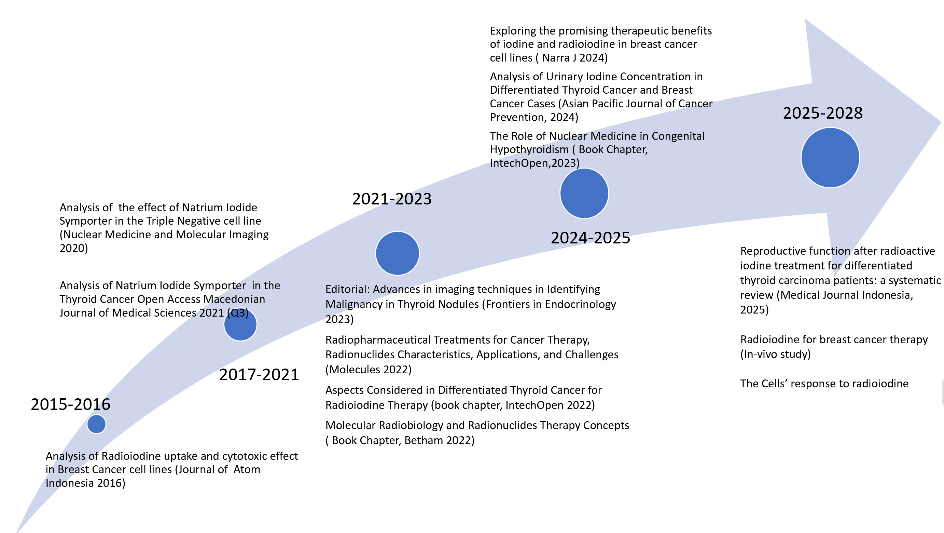 2015-2016
Analysis of Radioiodine uptake and cytotoxic effect
in Breast Cancer cell lines (Journal of  Atom
Indonesia 2016)
Analysis of  the effect of Natrium Iodide
Symporter in the Triple Negative cell line
(Nuclear Medicine and Molecular Imaging
2020)
Analysis of Natrium Iodide Symporter  in the
Thyroid Cancer Open Access Macedonian
Journal of Medical Sciences 2021 (Q3)
2017-2021
2021-2023
Editorial: Advances in imaging techniques in Identifying
Malignancy in Thyroid Nodules (Frontiers in Endocrinology
2023)
Radiopharmaceutical Treatments for Cancer Therapy,
Radionuclides Characteristics, Applications, and Challenges
(Molecules 2022)
Aspects Considered in Differentiated Thyroid Cancer for
Radioiodine Therapy (book chapter, IntechOpen 2022)
Molecular Radiobiology and Radionuclides Therapy Concepts
( Book Chapter, Betham 2022)
Exploring the promising therapeutic benefits
of iodine and radioiodine in breast cancer
cell lines ( Narra J 2024)
Analysis of Urinary Iodine Concentration in
Differentiated Thyroid Cancer and Breast
Cancer Cases (Asian Pacific Journal of Cancer
Prevention, 2024)
The Role of Nuclear Medicine in Congenital
Hypothyroidism ( Book Chapter,
IntechOpen,2023)
2024-2025
2025-2028
Reproductive function after radioactive
iodine treatment for differentiated
thyroid carcinoma patients: a systematic
review (Medical Journal Indonesia,
2025)
Radioiodine for breast cancer therapy
(In-vivo study)
The Cells’ response to radioiodine